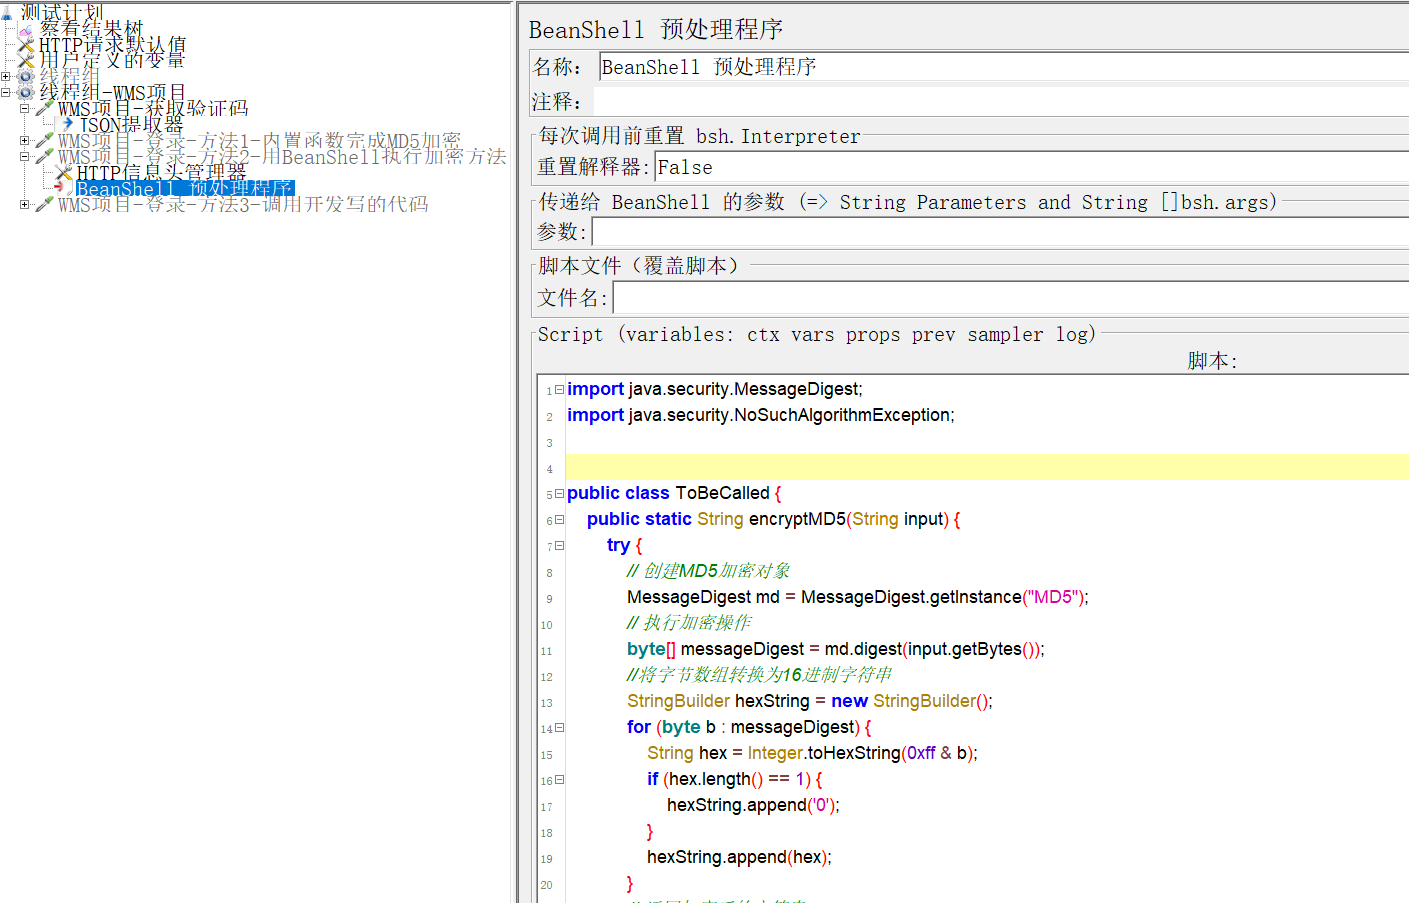 测试计划
察看结果树
HTTP请求默认值
用户定义的变量
线程组
线程组-WMS项目
WMS项目-获取验证码
JSON提取器
WMS项目-登录-方法1-内置函数完成MD5加密
WMS项目-登录-方法2-用BeanShell执行加密方法
HTTP信息头管理器
BeanShell 预处理程序
WMS项目-登录-方法3-调用开发写的代码
BeanShell 预处理程序
名称: BeanShell 预处理程序
注释:
每次调用前重置 bsh.Interpreter
重置解释器: False
传递给 BeanShell 的参数 (=> String Parameters and String []bsh.args)
参数:
脚本文件（覆盖脚本）
文件名:
Script (variables: ctx vars props prev sampler log)
脚本:
1 import java.security.MessageDigest;
2 import java.security.NoSuchAlgorithmException;
3
4
5 public class ToBeCalled {
6 public static String encryptMD5(String input) {
7 try {
8 // 创建MD5加密对象
9 MessageDigest md = MessageDigest.getInstance("MD5");
10 // 执行加密操作
11 byte[] messageDigest = md.digest(input.getBytes());
12 //将字节数组转换为16进制字符串
13 StringBuilder hexString = new StringBuilder();
14 for (byte b : messageDigest) {
15 String hex = Integer.toHexString(0xff & b);
16 if (hex.length() == 1) {
17 hexString.append('0');
18 }
19 hexString.append(hex);
20 }